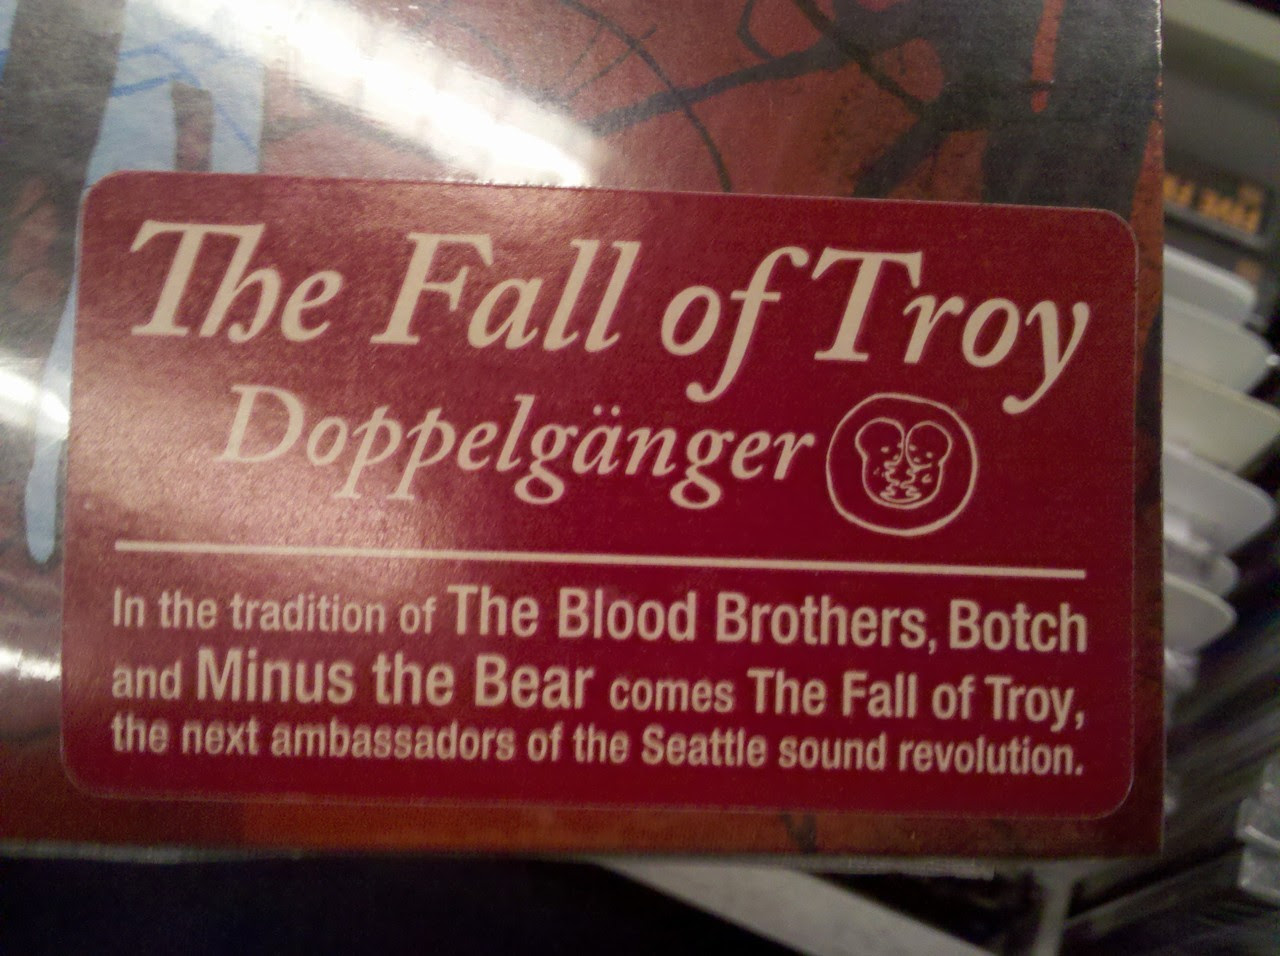 The Fall of Troy
Doppelgänger
In the tradition of The Blood Brothers, Botch
and Minus the Bear comes The Fall of Troy,
the next ambassadors of the Seattle sound revolution.